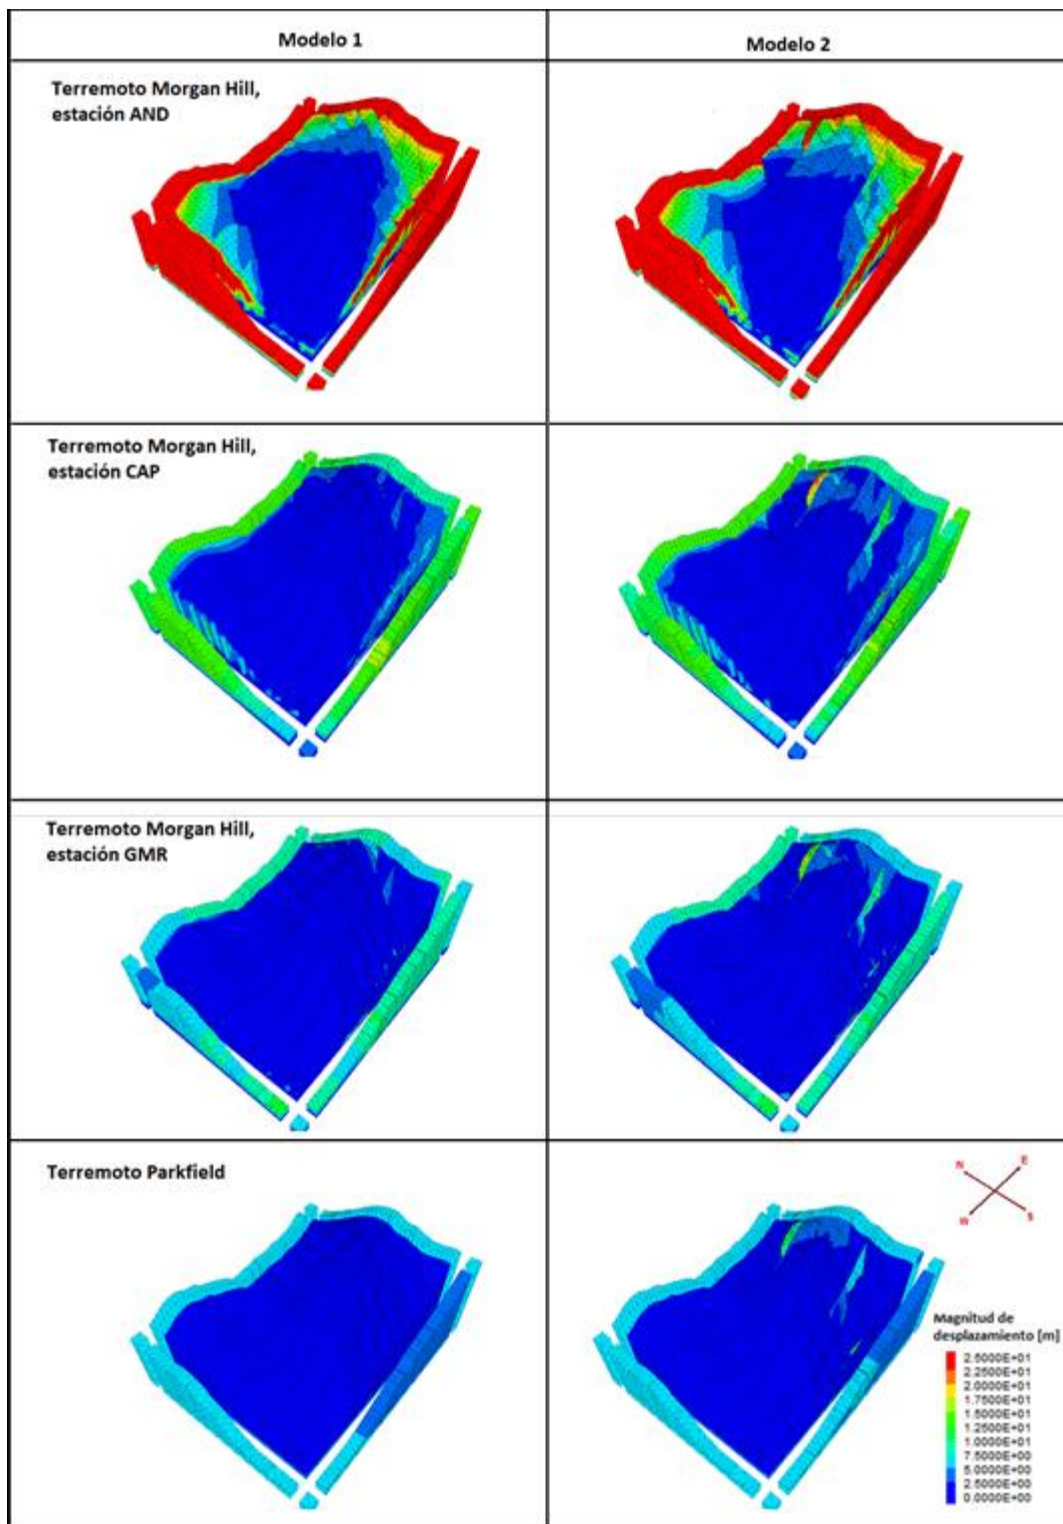 Modelo 1
Modelo 2
Terremoto Morgan Hill,
estación AND
Terremoto Morgan Hill,
estación CAP
Terremoto Morgan Hill,
estación GMR
Terremoto Parkfield
N
E
W
S
Magnitud de
desplazamiento [m]
2.5000E+01
2.2500E+01
2.0000E+01
1.7500E+01
1.5000E+01
1.2500E+01
1.0000E+01
7.5000E+00
5.0000E+00
2.5000E+00
0.0000E+00